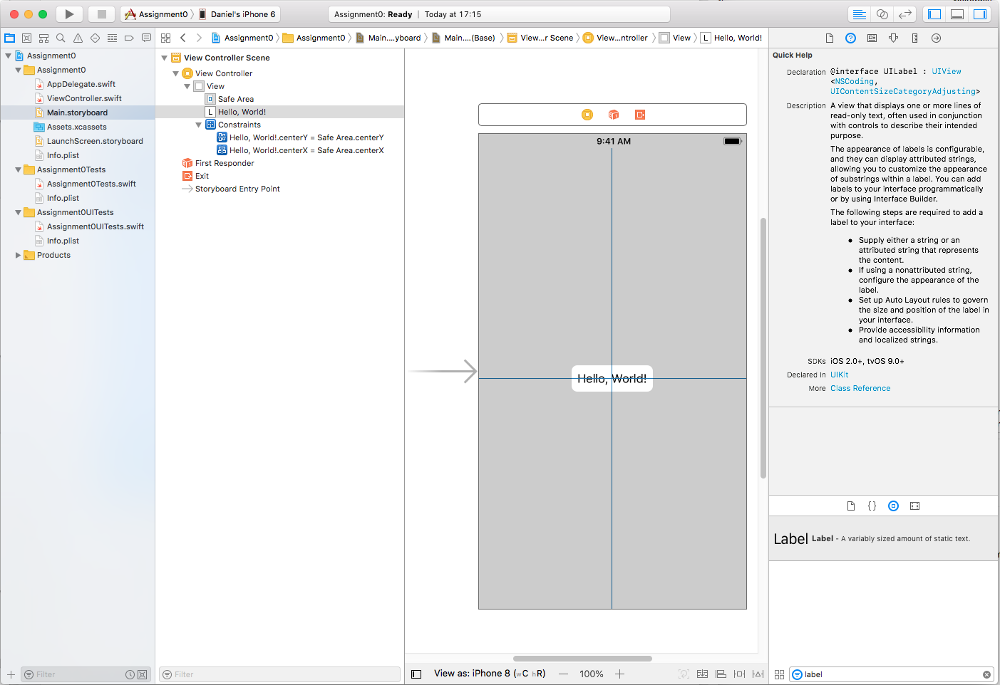 Assignment0
Daniel's iPhone 6
Assignment0: Ready | Today at 17:15
Assignment0
Assignment0
Main....yboard
Main....(Base)
View...r Scene
View...ntroller
View
L Hello, World!
Assignment0
Assignment0
AppDelegate.swift
ViewController.swift
Main.storyboard
Assets.xcassets
LaunchScreen.storyboard
Info.plist
Assignment0Tests
Assignment0Tests.swift
Info.plist
Assignment0UITests
Assignment0UITests.swift
Info.plist
Products
Filter
View Controller Scene
View Controller
View
Safe Area
L Hello, World!
Constraints
Hello, World!.centerY = Safe Area.centerY
Hello, World!.centerX = Safe Area.centerX
First Responder
Exit
Storyboard Entry Point
Filter
9:41 AM
Hello, World!
View as: iPhone 8 (wC hR)
100%
Quick Help
Declaration @interface UILabel : UIView
<NSCoding,
UIContentSizeCategoryAdjusting>
Description A view that displays one or more lines of
read-only text, often used in conjunction
with controls to describe their intended
purpose.
The appearance of labels is configurable,
and they can display attributed strings,
allowing you to customize the appearance
of substrings within a label. You can add
labels to your interface programmatically
or by using Interface Builder.
The following steps are required to add a
label to your interface:
• Supply either a string or an
attributed string that represents
the content.
• If using a nonattributed string,
configure the appearance of the
label.
• Set up Auto Layout rules to govern
the size and position of the label in
your interface.
• Provide accessibility information
and localized strings.
SDKs iOS 2.0+, tvOS 9.0+
Declared In UIKit
More Class Reference
{}
Label Label - A variably sized amount of static text.
label